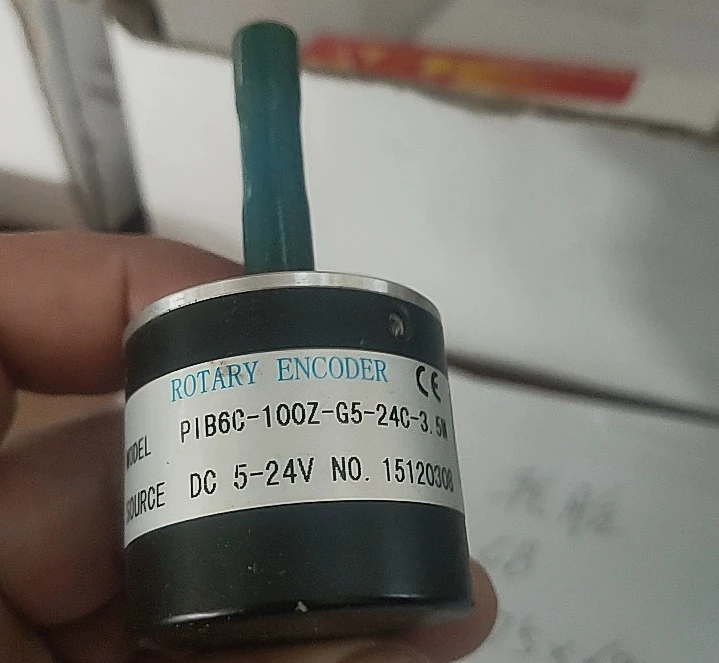 ROTARY ENCODER CE
MODEL PIB6C-100Z-G5-24C-3.5M
SOURCE DC 5-24V NO. 15120308